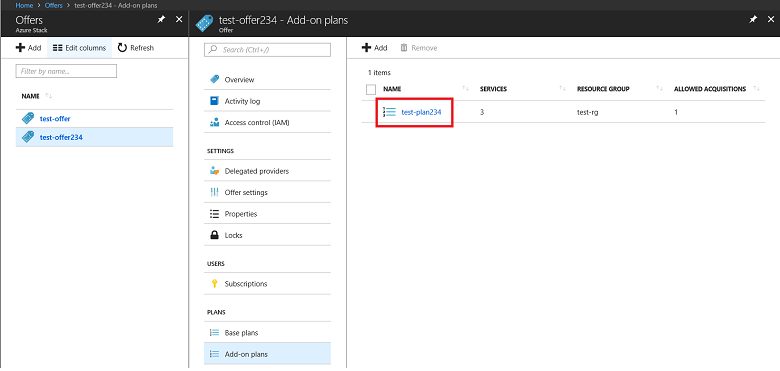 Home > Offers > test-offer234 - Add-on plans
Offers
Azure Stack
Add
Edit columns
Refresh
Filter by name...
NAME
test-offer
test-offer234
test-offer234 - Add-on plans
Offer
Search (Ctrl+/)
Overview
Activity log
Access control (IAM)
SETTINGS
Delegated providers
Offer settings
Properties
Locks
USERS
Subscriptions
PLANS
Base plans
Add-on plans
Add
Remove
1 items
NAME SERVICES RESOURCE GROUP ALLOWED ACQUISITIONS
test-plan234 3 test-rg 1